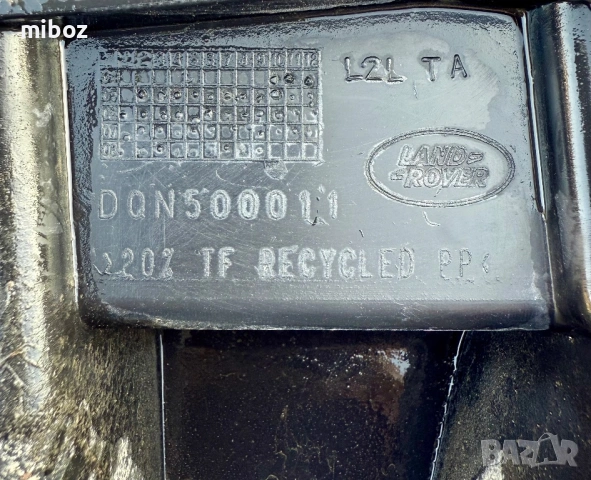 miboz
L2L TA
LAND-
-ROVER
DQN500011
>20% TF RECYCLED PP<
BAZAR